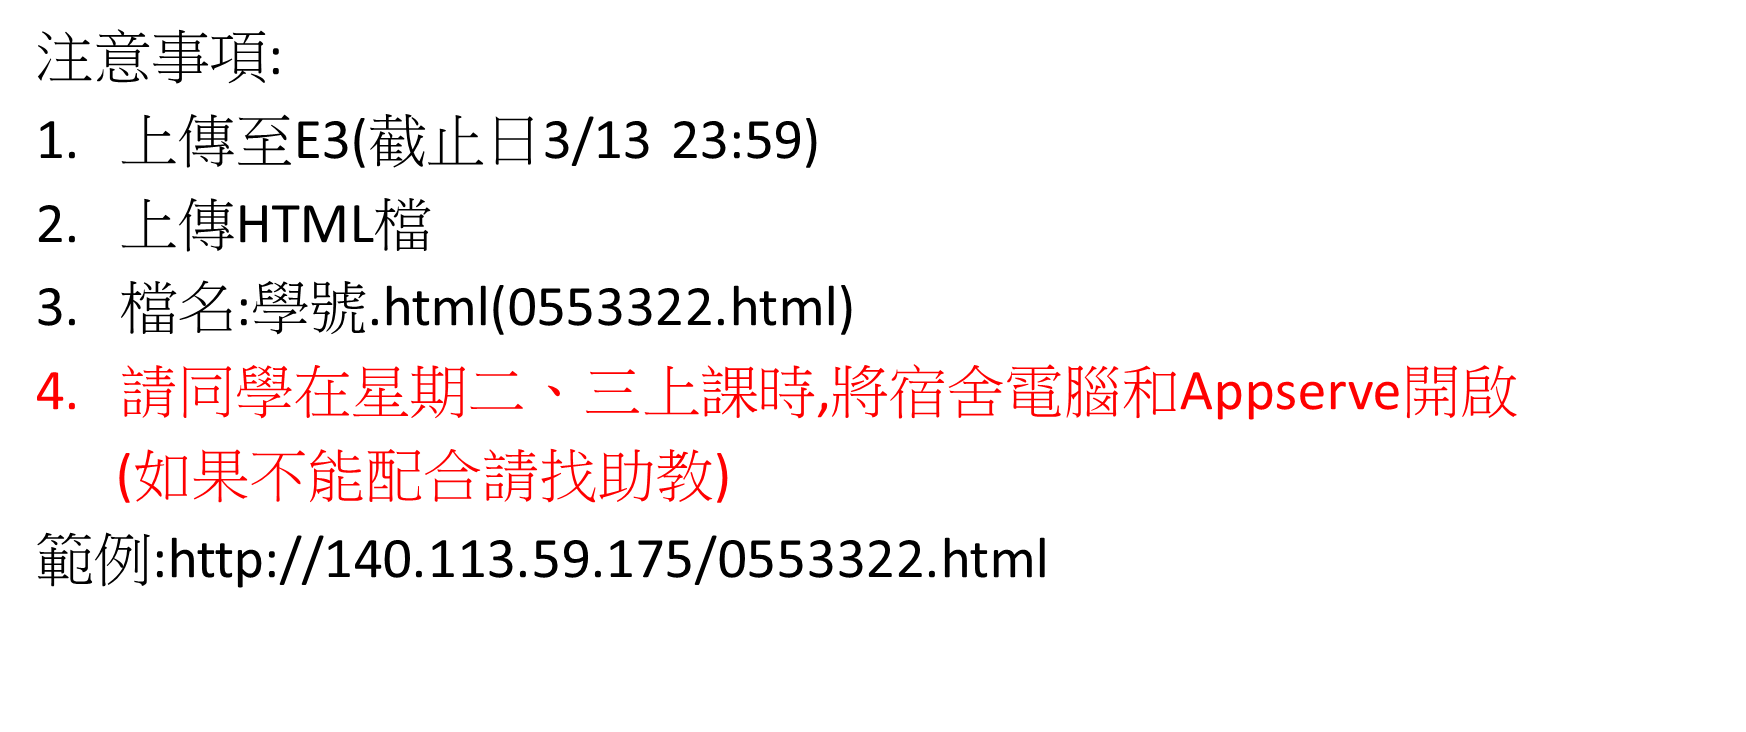 注意事項:
1. 上傳至E3(截止日3/13 23:59)
2. 上傳HTML檔
3. 檔名:學號.html(0553322.html)
4. 請同學在星期二、三上課時,將宿舍電腦和Appserve開啟
(如果不能配合請找助教)
範例:http://140.113.59.175/0553322.html